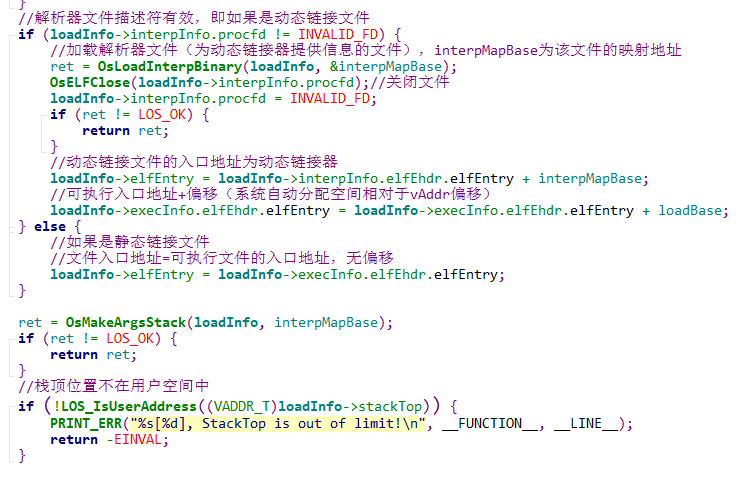 }
//解析器文件描述符有效，即如果是动态链接文件
if (loadInfo->interpInfo.procfd != INVALID_FD) {
//加载解析器文件（为动态链接器提供信息的文件），interpMapBase为该文件的映射地址
ret = OsLoadInterpBinary(loadInfo, &interpMapBase);
OsELFClose(loadInfo->interpInfo.procfd);//关闭文件
loadInfo->interpInfo.procfd = INVALID_FD;
if (ret != LOS_OK) {
return ret;
}
//动态链接文件的入口地址为动态链接器
loadInfo->elfEntry = loadInfo->interpInfo.elfEhdr.elfEntry + interpMapBase;
//可执行入口地址+偏移（系统自动分配空间相对于vAddr偏移）
loadInfo->execInfo.elfEhdr.elfEntry = loadInfo->execInfo.elfEhdr.elfEntry + loadBase;
} else {
//如果是静态链接文件
//文件入口地址=可执行文件的入口地址，无偏移
loadInfo->elfEntry = loadInfo->execInfo.elfEhdr.elfEntry;
}
ret = OsMakeArgsStack(loadInfo, interpMapBase);
if (ret != LOS_OK) {
return ret;
}
//栈顶位置不在用户空间中
if (!LOS_IsUserAddress((VADDR_T)loadInfo->stackTop)) {
PRINT_ERR("%s[%d], StackTop is out of limit!\n", __FUNCTION__, __LINE__);
return -EINVAL;
}